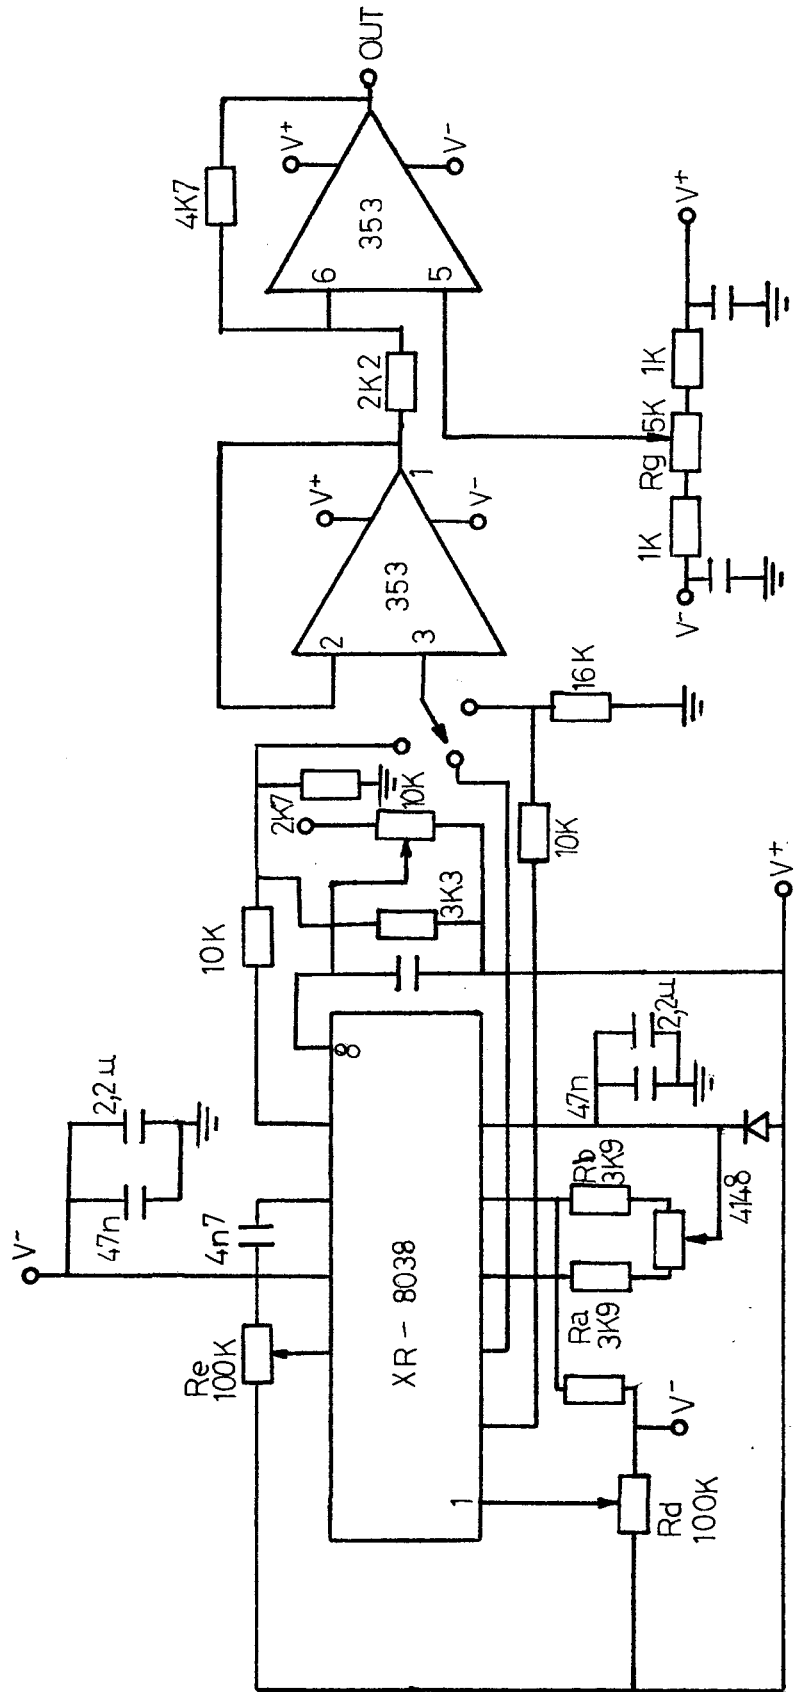 V-
47n
2,2u
Re
100K
4n7
10K
2K7
10K
3K3
8
XR - 8038
1
Rd
100K
V-
Ra
3K9
Rb
3K9
4148
47n
2,2u
V+
10K
16K
2
3
353
1
V+
V-
2K2
4K7
6
5
353
V+
V-
OUT
V-
1K
Rg
5K
1K
V+